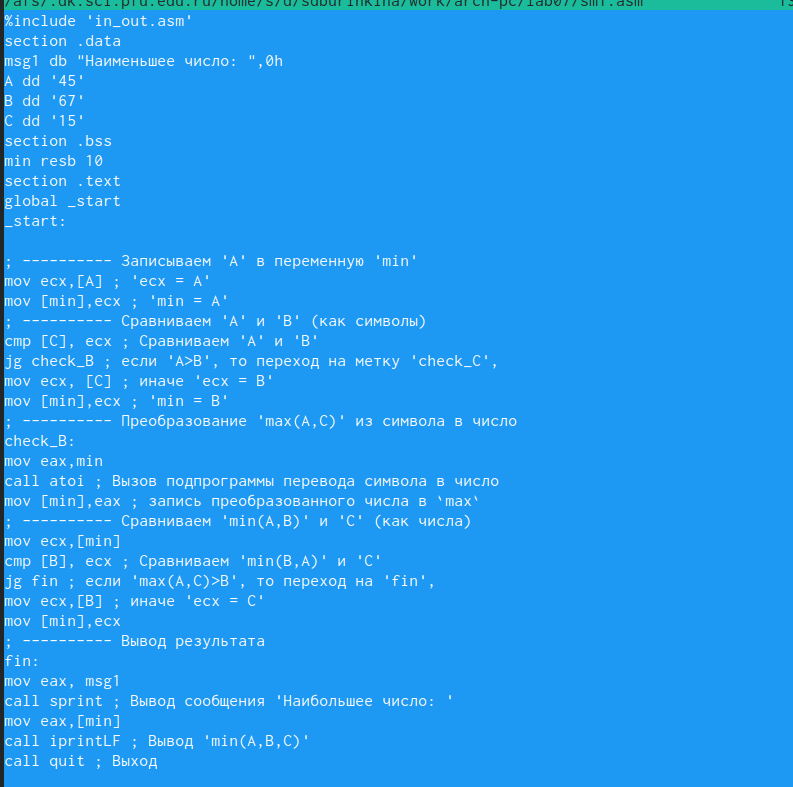 /afs/.dk.sci.pfu.edu.ru/home/s/d/sdburinkina/work/arch-pc/lab07/smf.asm
%include 'in_out.asm'
section .data
msg1 db "Наименьшее число: ",0h
A dd '45'
B dd '67'
C dd '15'
section .bss
min resb 10
section .text
global _start
_start:
; ---------- Записываем 'A' в переменную 'min'
mov ecx,[A] ; 'ecx = A'
mov [min],ecx ; 'min = A'
; ---------- Сравниваем 'A' и 'B' (как символы)
cmp [C], ecx ; Сравниваем 'A' и 'B'
jg check_B ; если 'A>B', то переход на метку 'check_C',
mov ecx, [C] ; иначе 'ecx = B'
mov [min],ecx ; 'min = B'
; ---------- Преобразование 'max(A,C)' из символа в число
check_B:
mov eax,min
call atoi ; Вызов подпрограммы перевода символа в число
mov [min],eax ; запись преобразованного числа в `max`
; ---------- Сравниваем 'min(A,B)' и 'C' (как числа)
mov ecx,[min]
cmp [B], ecx ; Сравниваем 'min(B,A)' и 'C'
jg fin ; если 'max(A,C)>B', то переход на 'fin',
mov ecx,[B] ; иначе 'ecx = C'
mov [min],ecx
; ---------- Вывод результата
fin:
mov eax, msg1
call sprint ; Вывод сообщения 'Наибольшее число: '
mov eax,[min]
call iprintLF ; Вывод 'min(A,B,C)'
call quit ; Выход